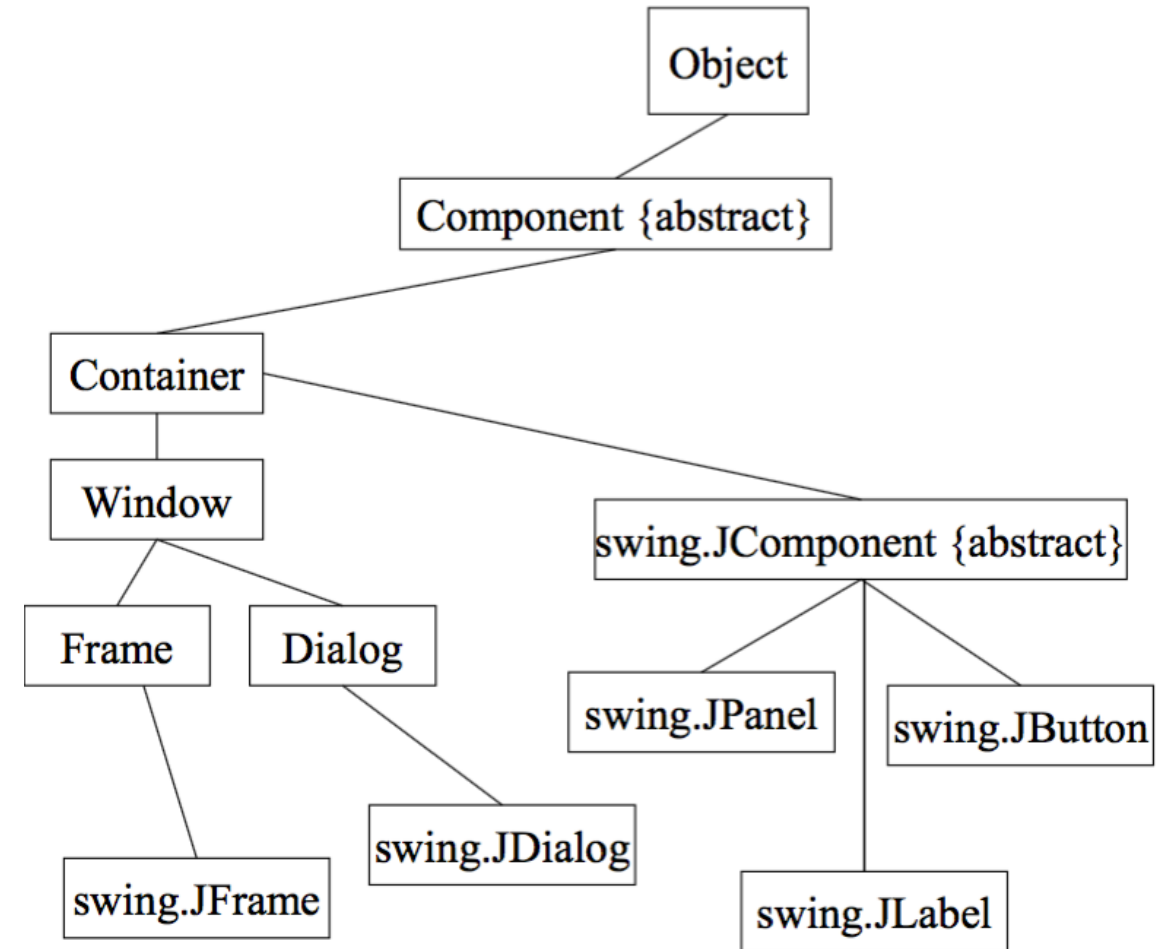 Object
Component {abstract}
Container
Window
swing.JComponent {abstract}
Frame
Dialog
swing.JPanel
swing.JButton
swing.JDialog
swing.JFrame
swing.JLabel